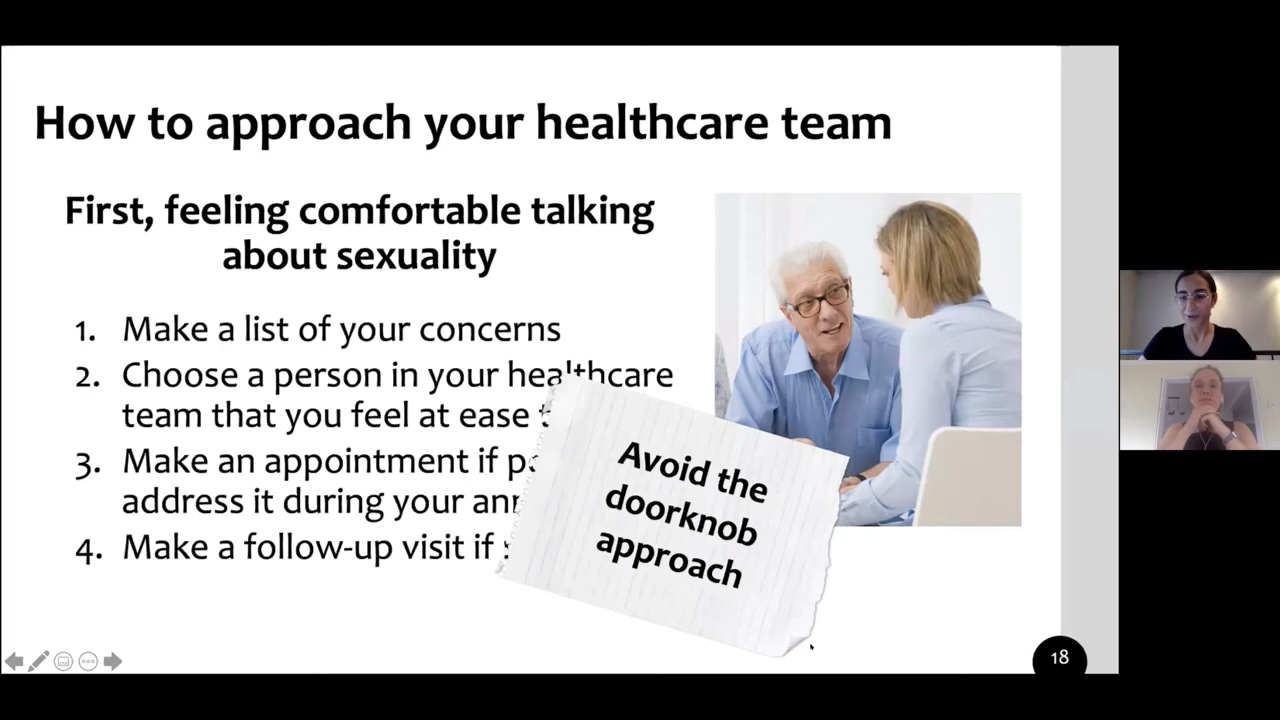 How to approach your healthcare team
First, feeling comfortable talking
about sexuality
1. Make a list of your concerns
2. Choose a person in your healthcare
team that you feel at ease
3. Make an appointment if
address it during your
4. Make a follow-up visit if
Avoid the
doorknob
approach
18